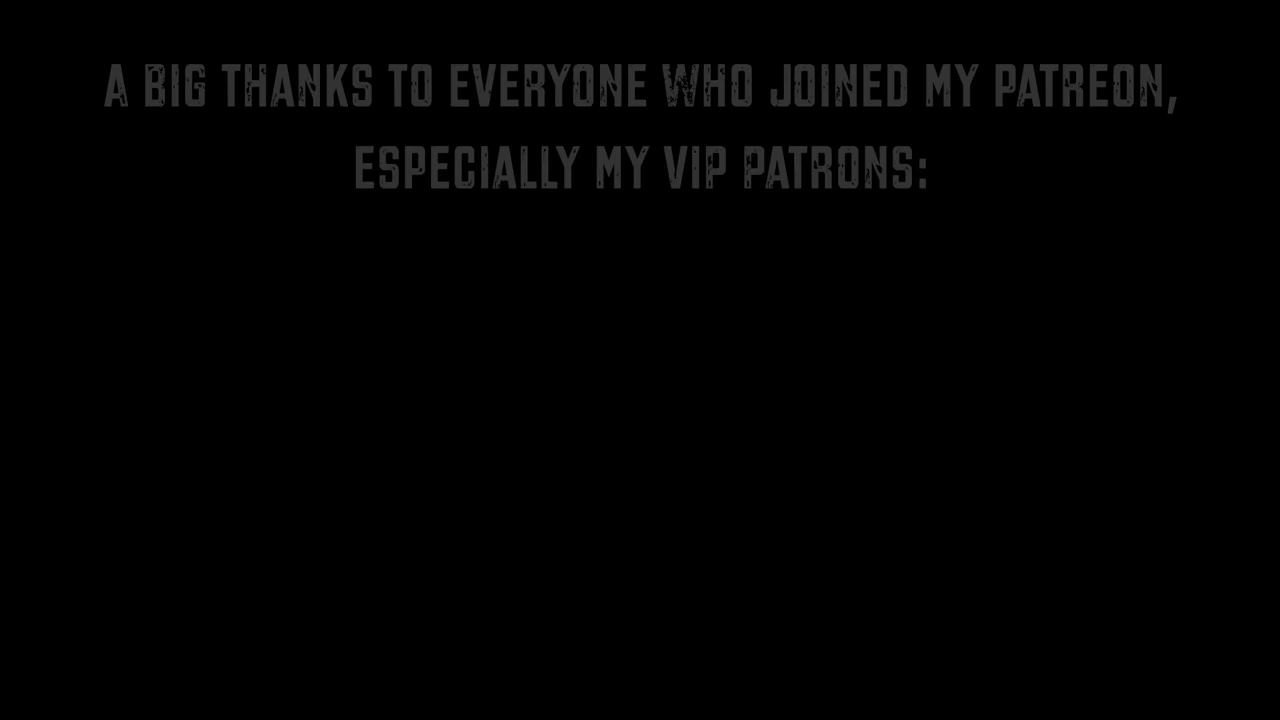 A BIG THANKS TO EVERYONE WHO JOINED MY PATREON,
ESPECIALLY MY VIP PATRONS: